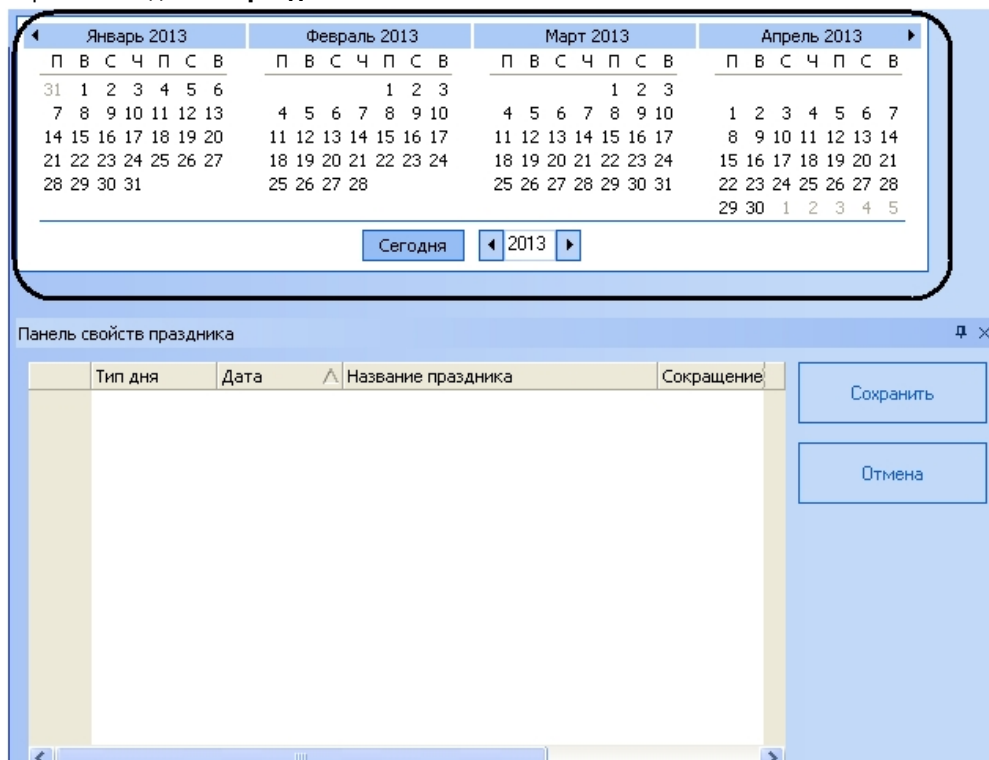 Январь 2013 Февраль 2013 Март 2013 Апрель 2013
П В С Ч П С В П В С Ч П С В П В С Ч П С В П В С Ч П С В
31 1 2 3 4 5 6 1 2 3 1 2 3
7 8 9 10 11 12 13 4 5 6 7 8 9 10 4 5 6 7 8 9 10 1 2 3 4 5 6 7
14 15 16 17 18 19 20 11 12 13 14 15 16 17 11 12 13 14 15 16 17 8 9 10 11 12 13 14
21 22 23 24 25 26 27 18 19 20 21 22 23 24 18 19 20 21 22 23 24 15 16 17 18 19 20 21
28 29 30 31 25 26 27 28 25 26 27 28 29 30 31 22 23 24 25 26 27 28
29 30 1 2 3 4 5
Сегодня 2013
Панель свойств праздника
Тип дня Дата Название праздника Сокращение
Сохранить
Отмена